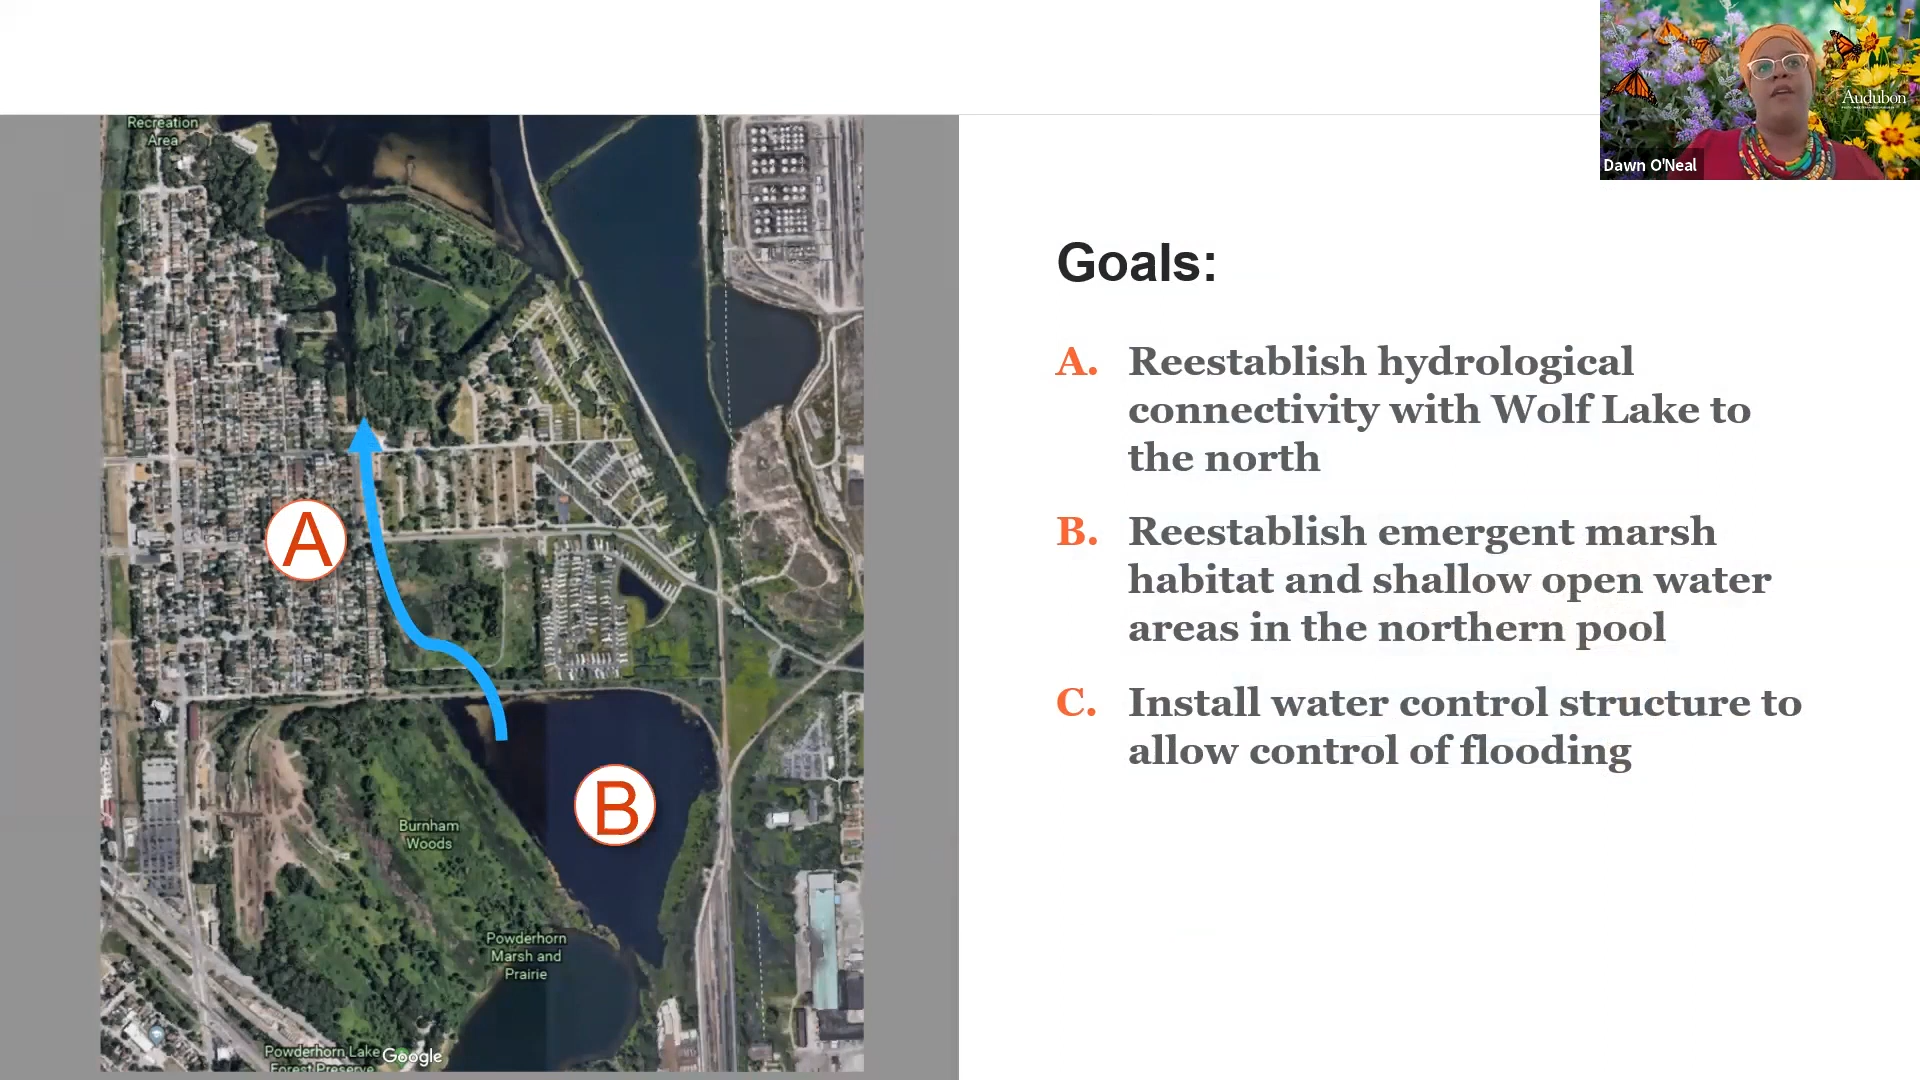 Audubon
Dawn O'Neal
Recreation
Area
A
B
Burnham
Woods
Powderhorn
Marsh and
Prairie
Powderhorn Lake
Forest Preserve
Google
Goals:
A. Reestablish hydrological
connectivity with Wolf Lake to
the north
B. Reestablish emergent marsh
habitat and shallow open water
areas in the northern pool
C. Install water control structure to
allow control of flooding